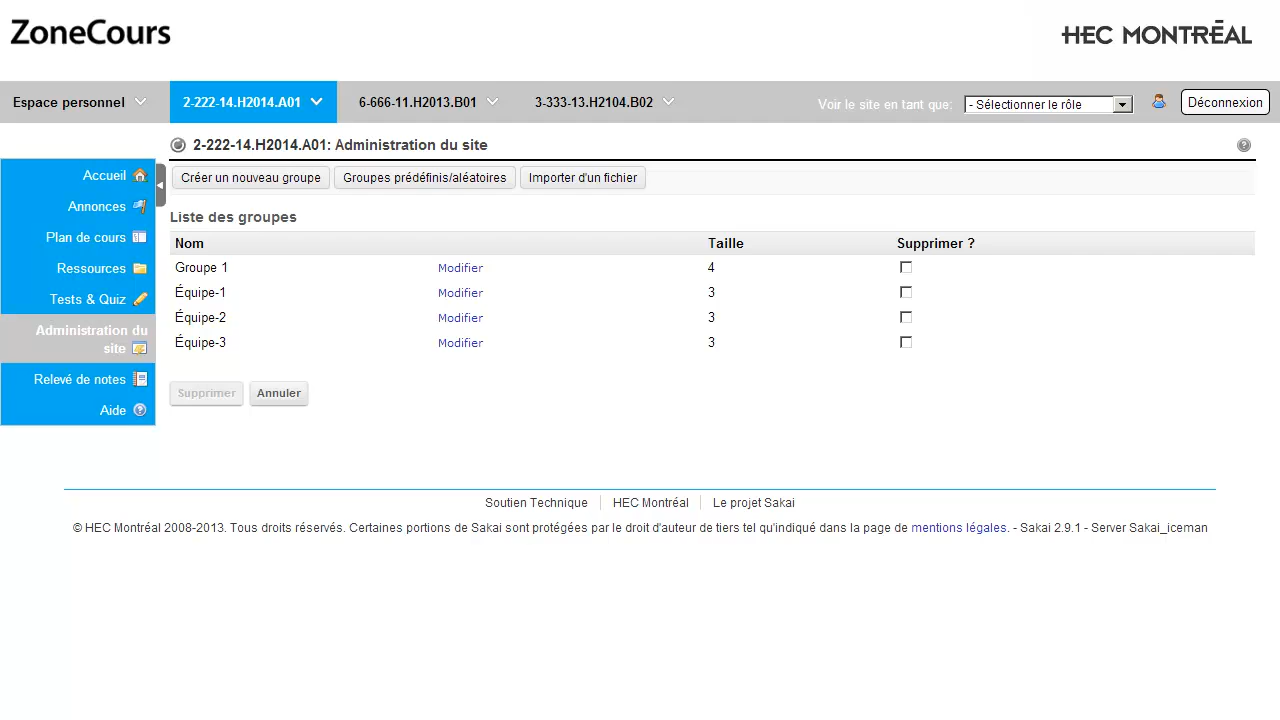 ZoneCours
HEC MONTRÉAL
Espace personnel 2-222-14.H2014.A01 6-666-11.H2013.B01 3-333-13.H2104.B02 Voir le site en tant que: - Sélectionner le rôle Déconnexion
2-222-14.H2014.A01: Administration du site
Accueil
Annonces
Plan de cours
Ressources
Tests & Quiz
Administration du
site
Relevé de notes
Aide
Créer un nouveau groupe Groupes prédéfinis/aléatoires Importer d'un fichier
Liste des groupes
Nom Taille Supprimer ?
Groupe 1 Modifier 4
Équipe-1 Modifier 3
Équipe-2 Modifier 3
Équipe-3 Modifier 3
Supprimer Annuler
Soutien Technique HEC Montréal Le projet Sakai
© HEC Montréal 2008-2013. Tous droits réservés. Certaines portions de Sakai sont protégées par le droit d'auteur de tiers tel qu'indiqué dans la page de mentions légales. - Sakai 2.9.1 - Server Sakai_iceman